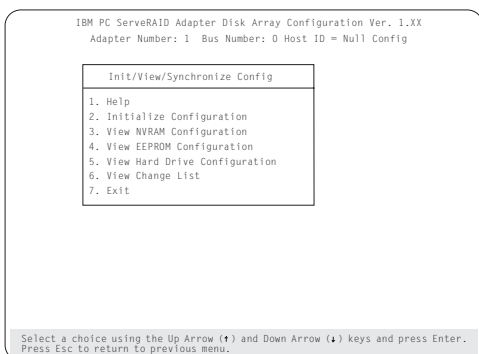 IBM PC ServeRAID Adapter Disk Array Configuration Ver. 1.XX
Adapter Number: 1 Bus Number: 0 Host ID = Null Config
Init/View/Synchronize Config
1. Help
2. Initialize Configuration
3. View NVRAM Configuration
4. View EEPROM Configuration
5. View Hard Drive Configuration
6. View Change List
7. Exit
Select a choice using the Up Arrow (↑) and Down Arrow (↓) keys and press Enter.
Press Esc to return to previous menu.